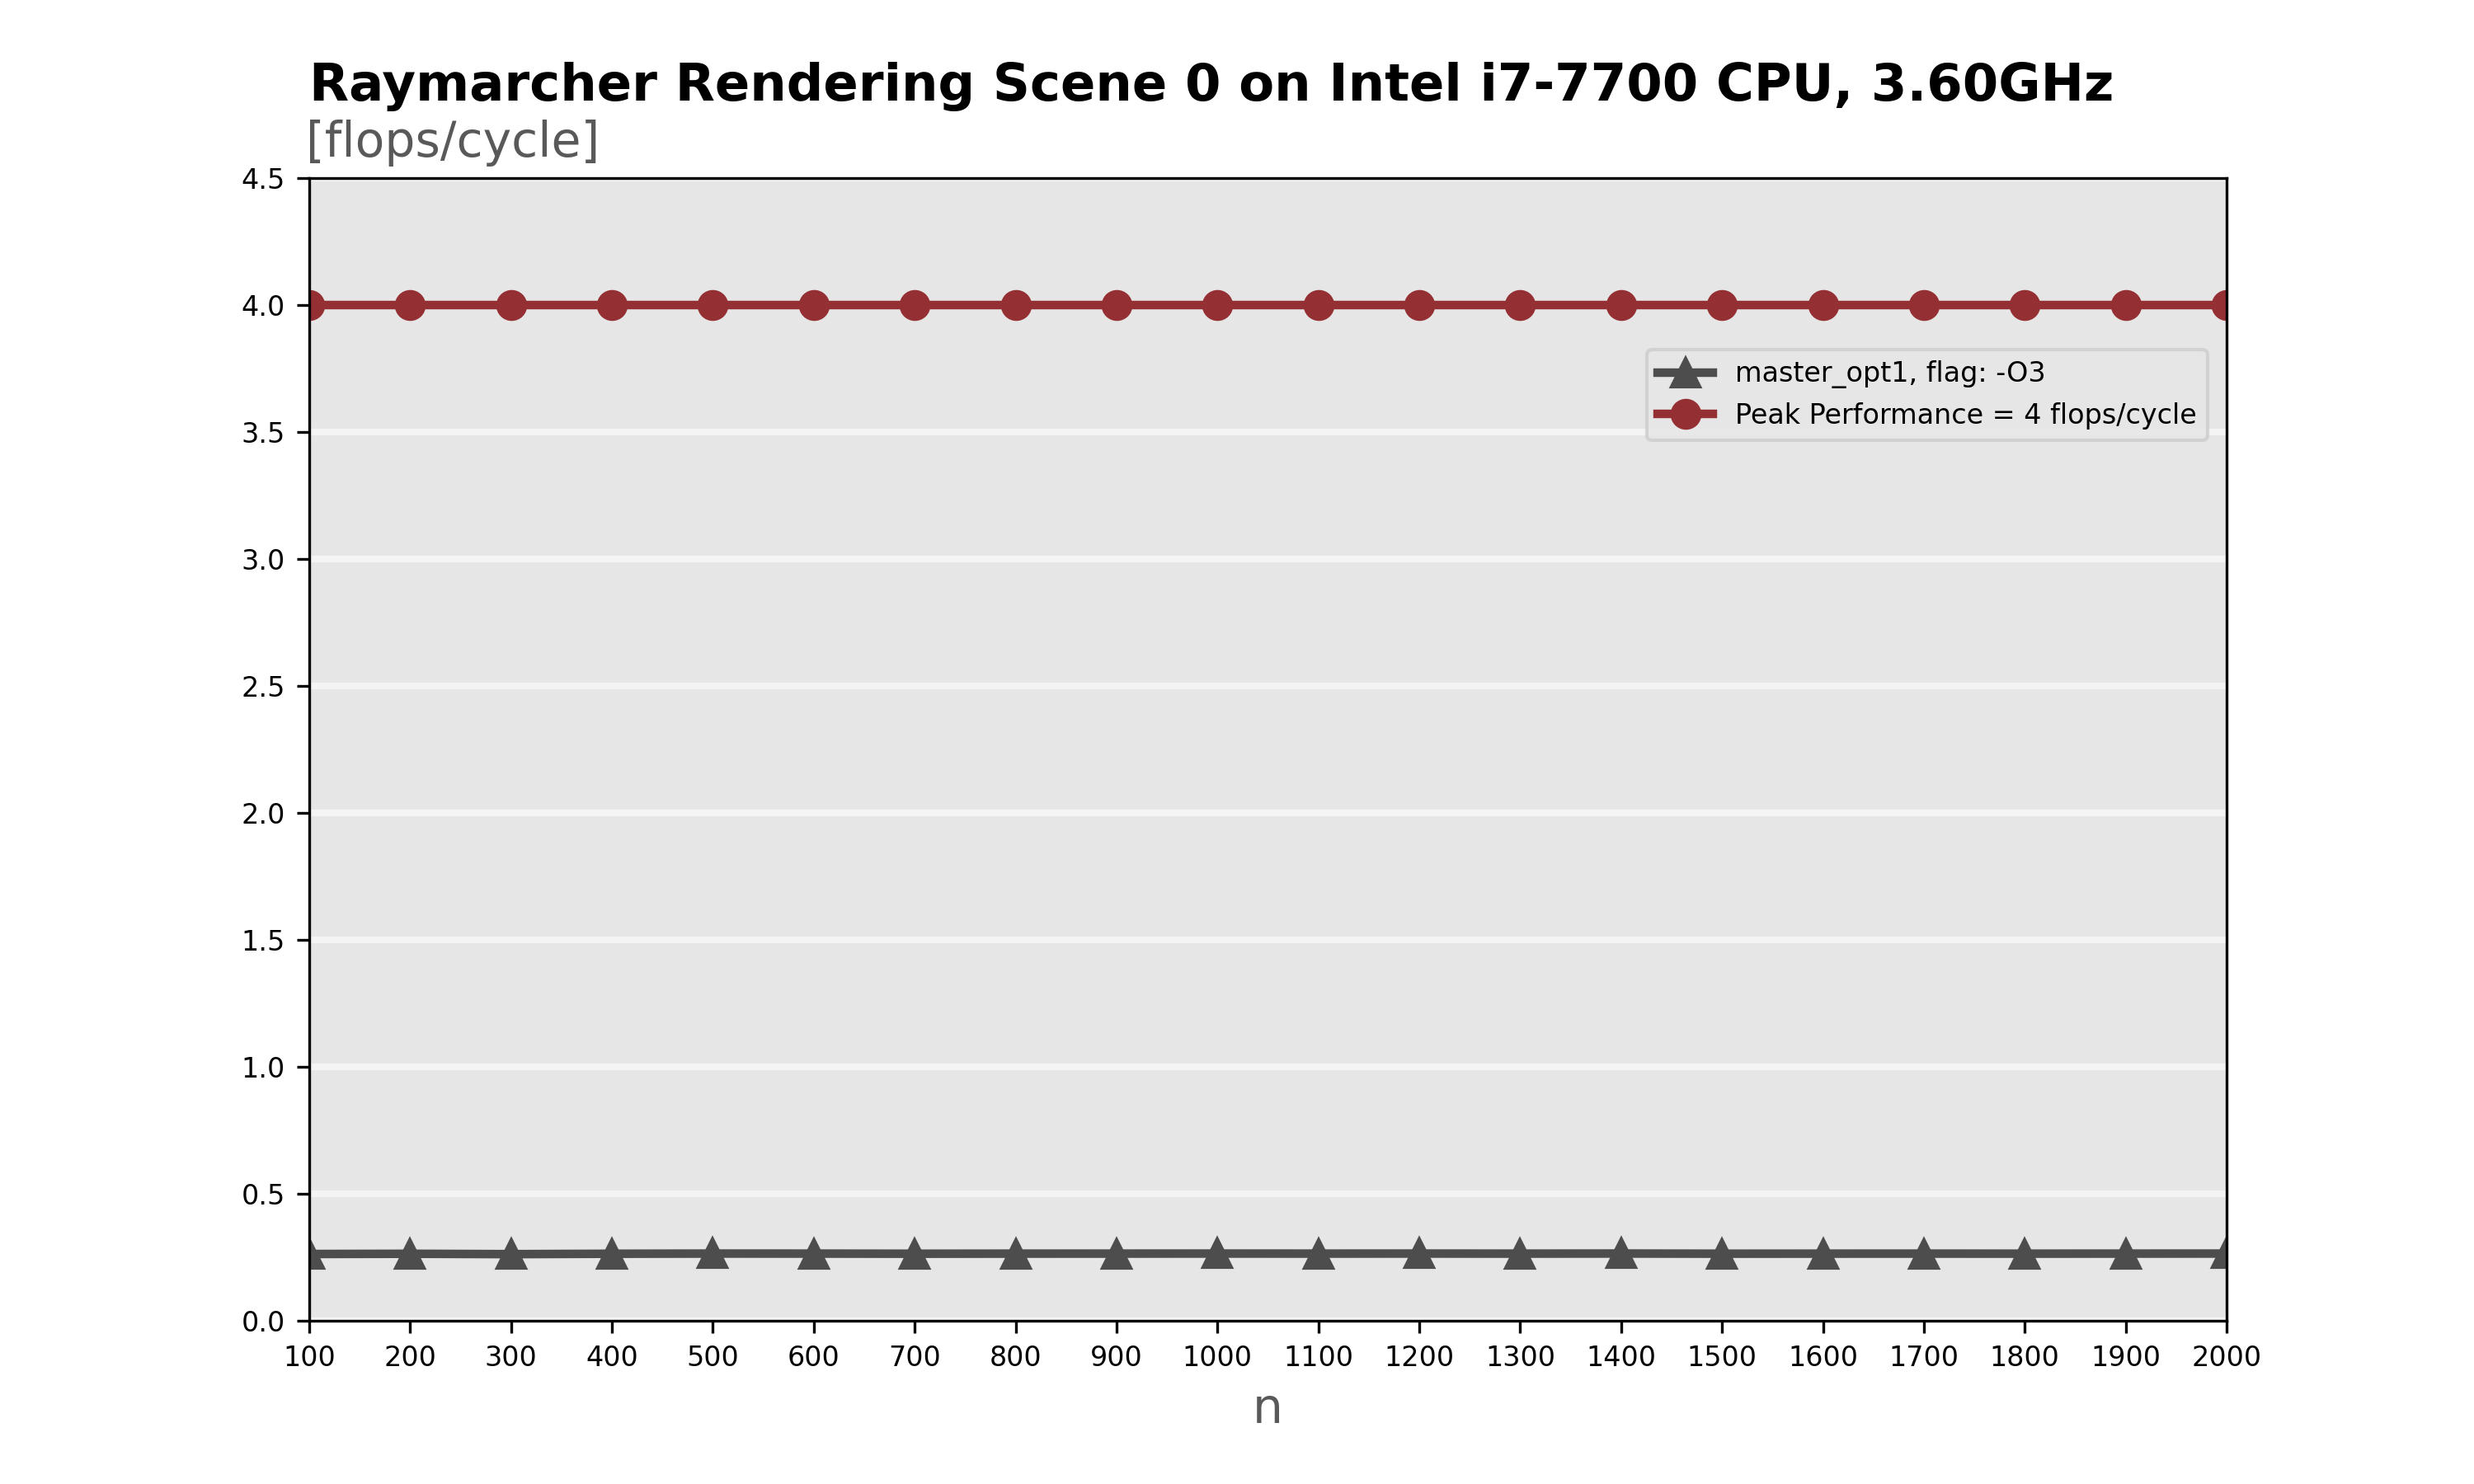 Raymarcher Rendering Scene 0 on Intel i7-7700 CPU, 3.60GHz
[flops/cycle]
4.5
4.0
master_opt1, flag: -O3
Peak Performance = 4 flops/cycle
3.5
3.0
2.5
2.0
1.5
1.0
0.5
0.0
100 200 300 400 500 600 700 800 900 1000 1100 1200 1300 1400 1500 1600 1700 1800 1900 2000
n